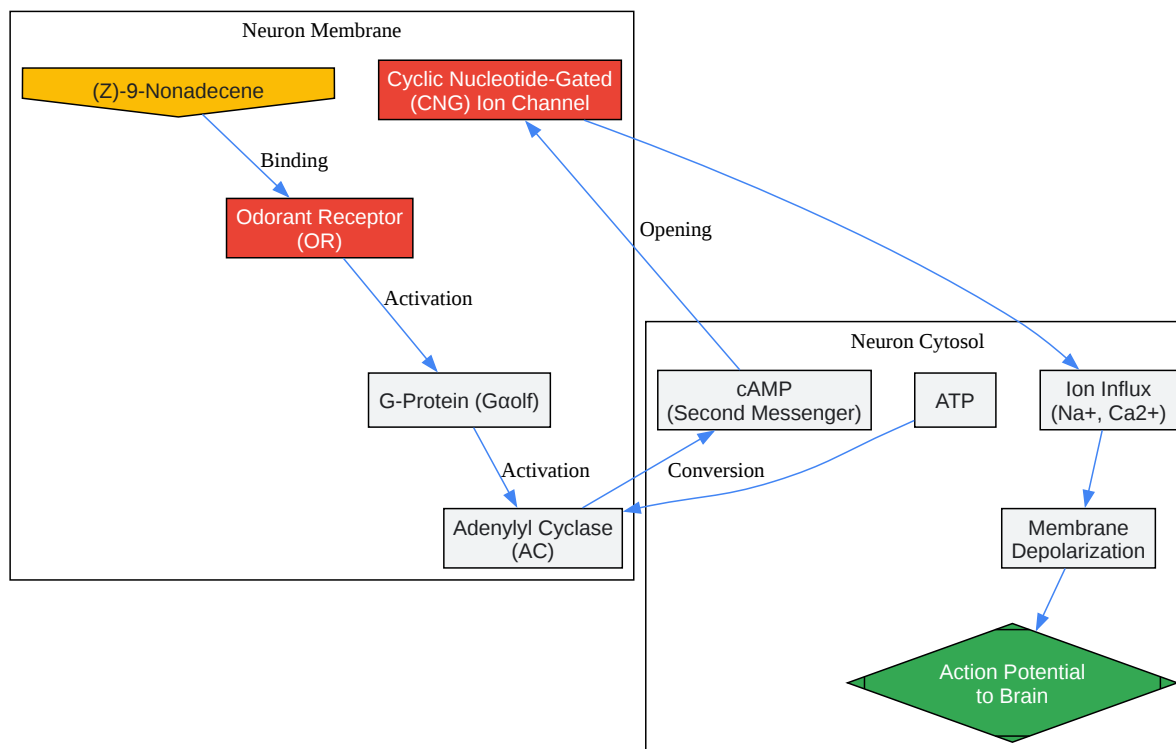 Neuron Membrane
(Z)-9-Nonadecene
Cyclic Nucleotide-Gated
(CNG) Ion Channel
Binding
Odorant Receptor
(OR)
Opening
Activation
Neuron Cytosol
G-Protein (Gαolf)
cAMP
(Second Messenger)
ATP
Ion Influx
(Na+, Ca2+)
Activation
Conversion
Adenylyl Cyclase
(AC)
Membrane
Depolarization
Action Potential
to Brain